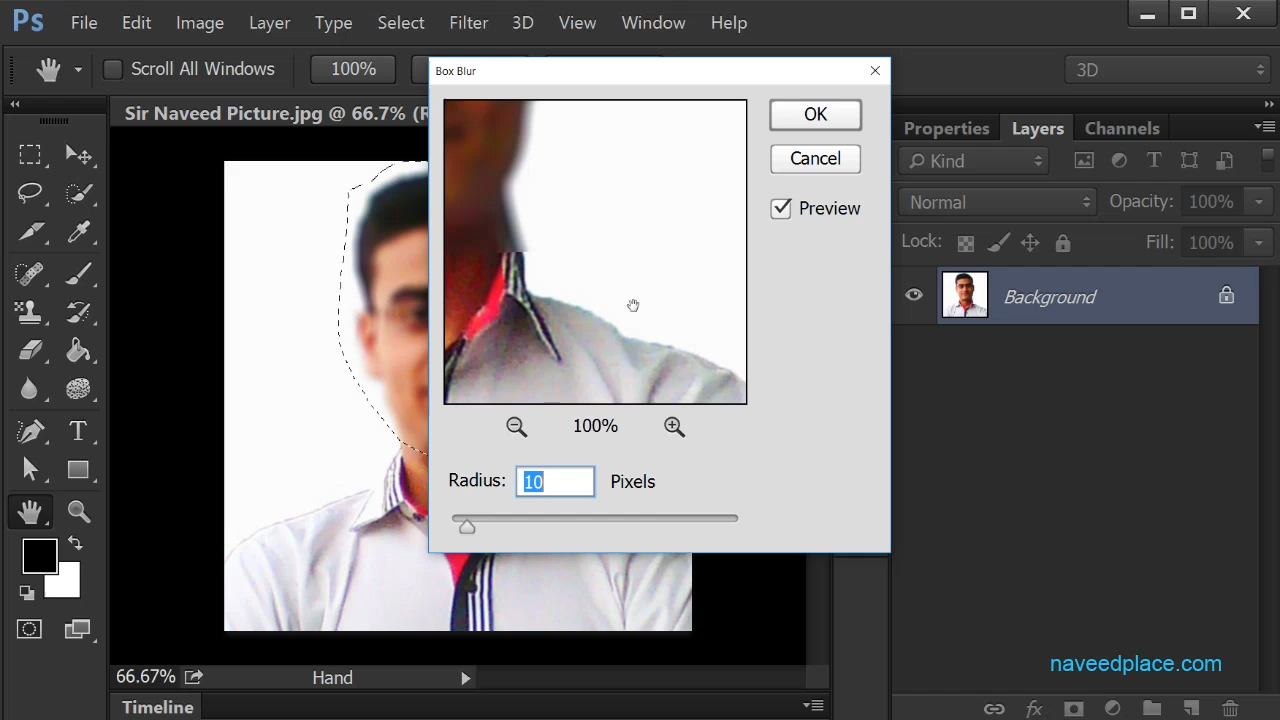 Ps File Edit Image Layer Type Select Filter 3D View Window Help
Scroll All Windows 100% 3D
Box Blur
Sir Naveed Picture.jpg @ 66.7% (R
OK
Cancel
Preview
100%
Radius: 10 Pixels
Properties Layers Channels
Kind
Normal Opacity: 100%
Lock: Fill: 100%
Background
naveedplace.com
66.67% Hand
Timeline